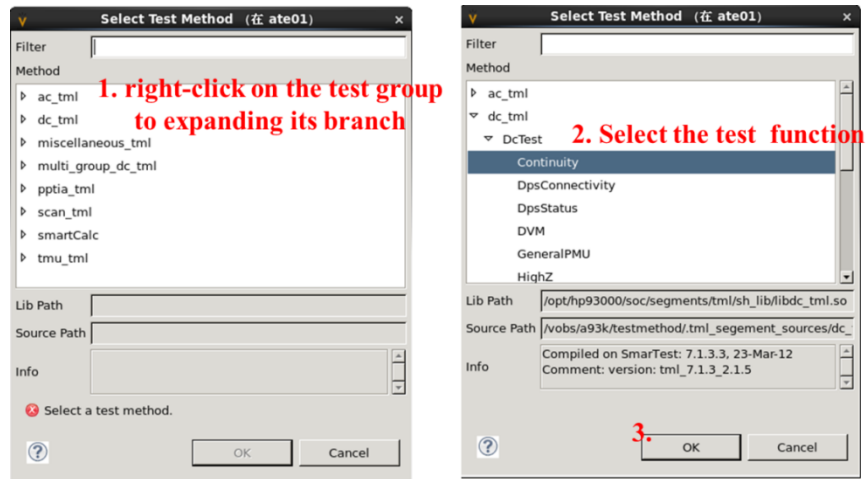 Select Test Method （在 ate01）
Filter
Method
1. right-click on the test group
to expanding its branch
ac_tml
dc_tml
miscellaneous_tml
multi_group_dc_tml
pptia_tml
scan_tml
smartCalc
tmu_tml
Lib Path
Source Path
Info
Select a test method.
?
OK
Cancel
Select Test Method （在 ate01）
Filter
Method
ac_tml
dc_tml
DcTest
2. Select the test function
Continuity
DpsConnectivity
DpsStatus
DVM
GeneralPMU
HighZ
Lib Path /opt/hp93000/soc/segments/tml/sh_lib/libdc_tml.so
Source Path /vobs/a93k/testmethod/.tml_segement_sources/dc_
Info
Compiled on SmarTest: 7.1.3.3, 23-Mar-12
Comment: version: tml_7.1.3_2.1.5
3.
?
OK
Cancel